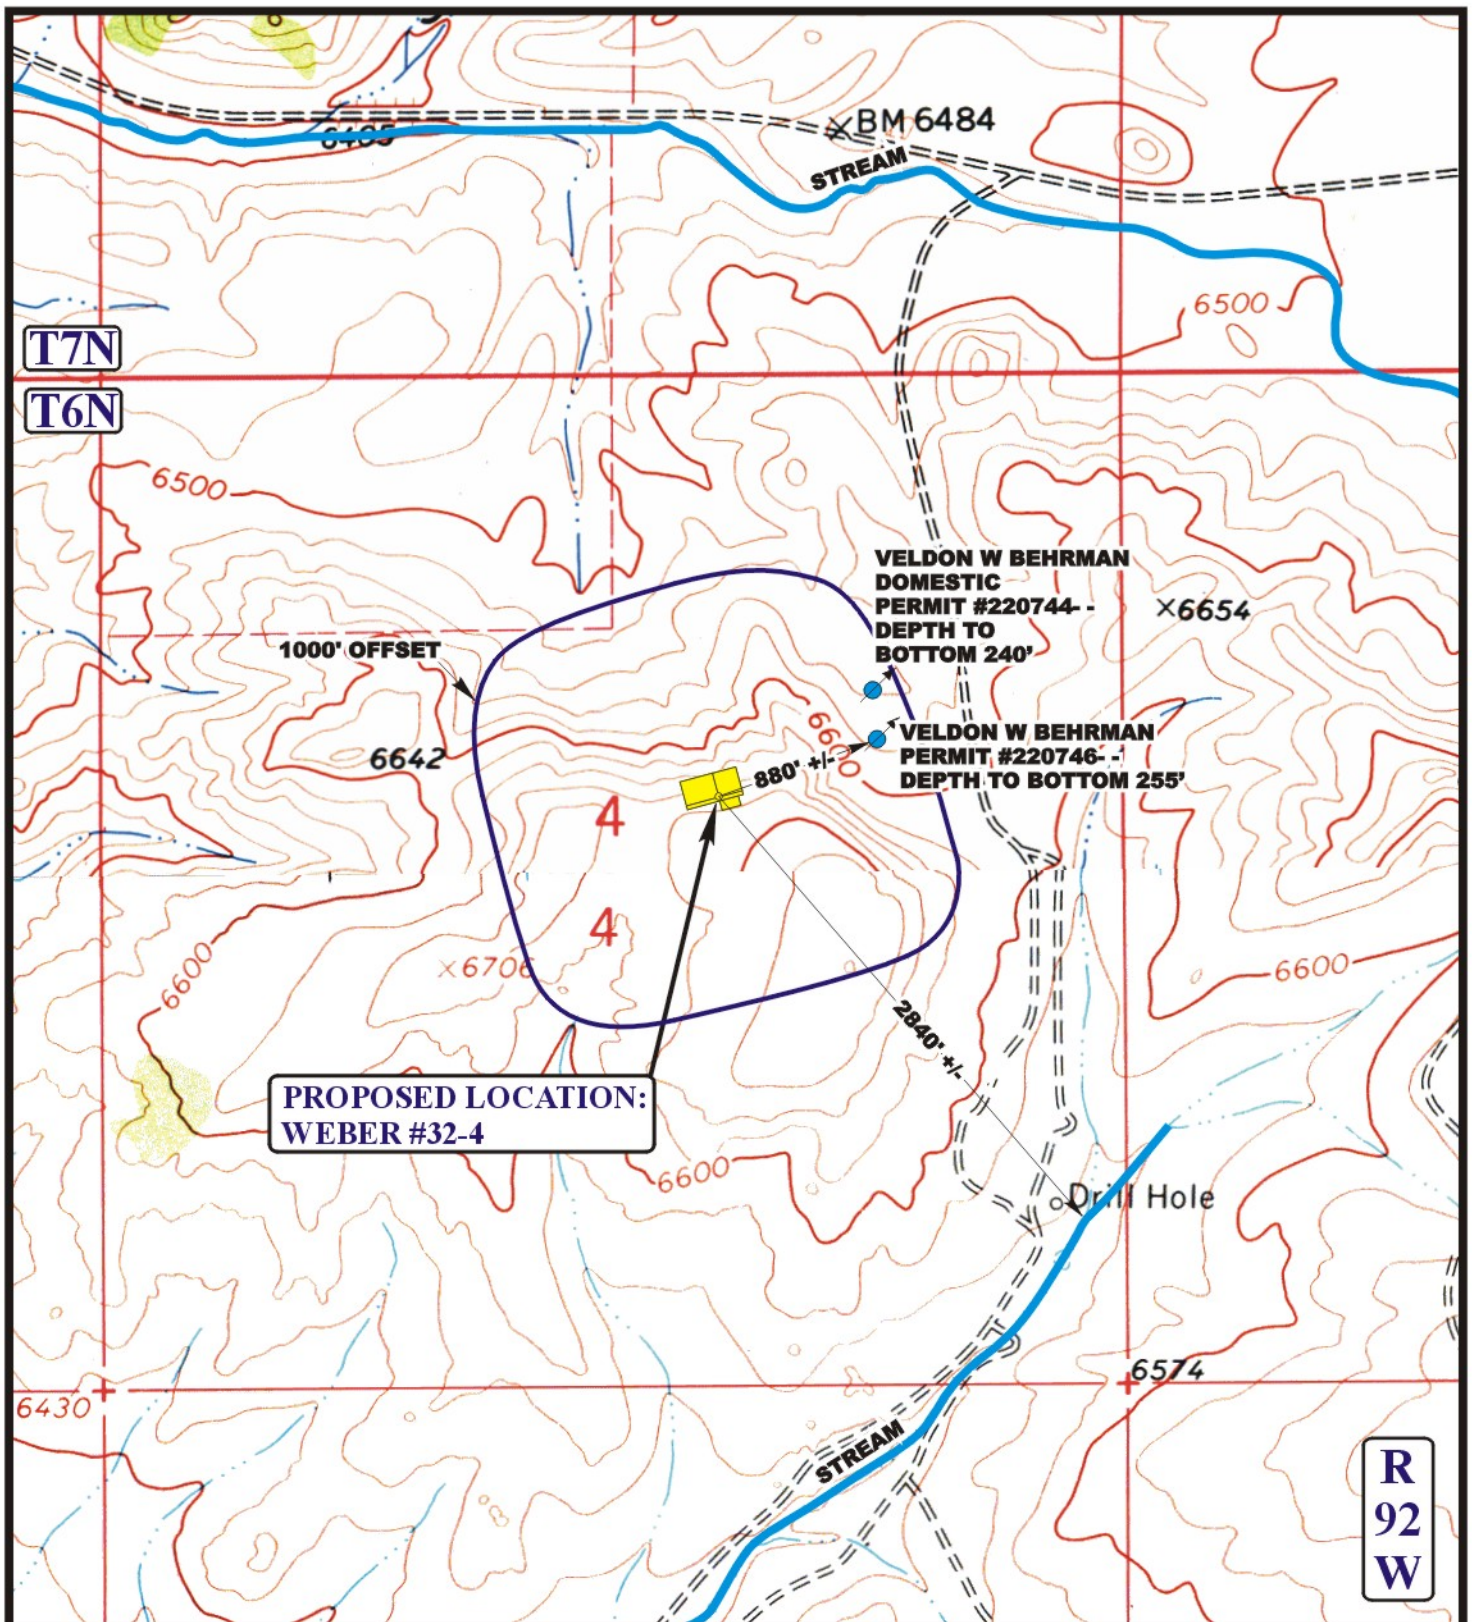 BM 6484
STREAM
6500
T7N
T6N
6500
VELDON W BEHRMAN
DOMESTIC
PERMIT #220744- -
DEPTH TO
BOTTOM 240'
×6654
1000' OFFSET
6600
6642
VELDON W BEHRMAN
PERMIT #220746- -
DEPTH TO BOTTOM 255'
880' +/-
4
4
6600
×6706
6600
2840' +/-
PROPOSED LOCATION:
WEBER #32-4
6600
Drill Hole
6574
6430
STREAM
R
92
W